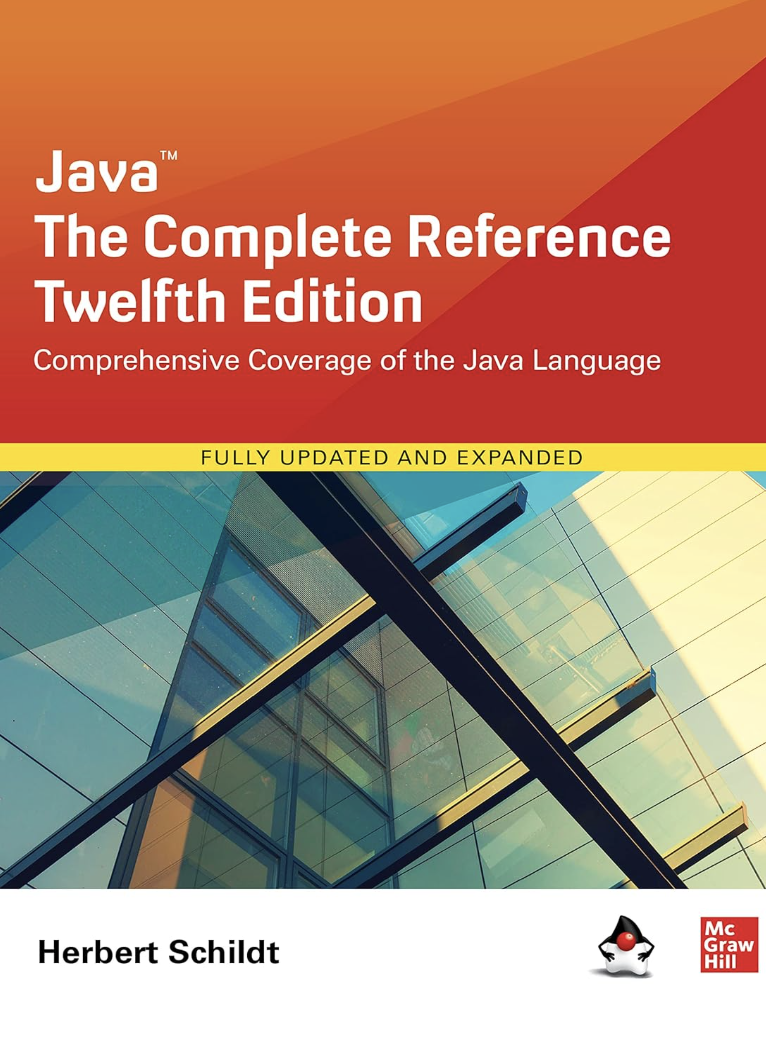 Java™
The Complete Reference
Twelfth Edition
Comprehensive Coverage of the Java Language
FULLY UPDATED AND EXPANDED
Herbert Schildt
Mc
Graw
Hill